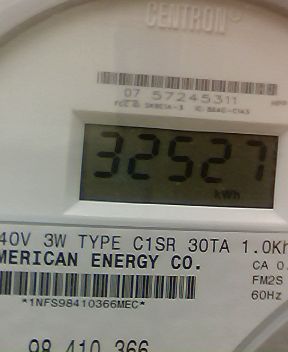 CENTRON®
07 57245311
32527
kWh
40V 3W TYPE C1SR 30TA 1.0Kh
MERICAN ENERGY CO.
CA 0.
FM2S
60Hz
*1NFS98410366MEC*
98 410 366